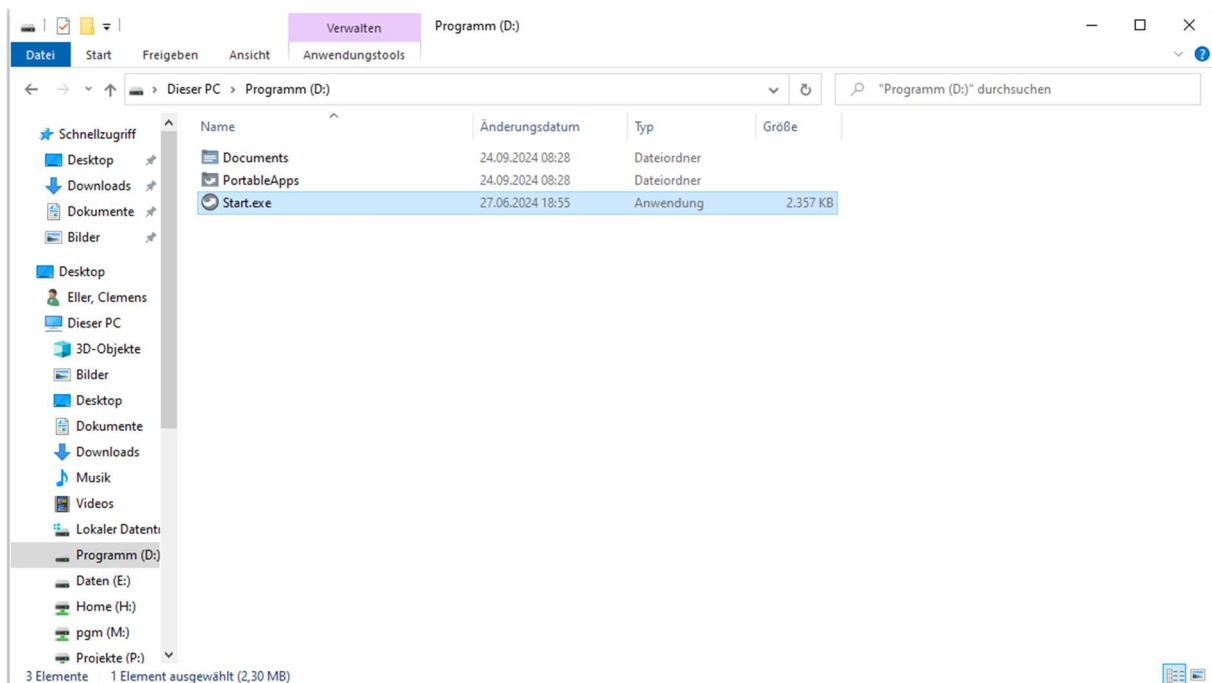 Verwalten
Programm (D:)
Datei
Start
Freigeben
Ansicht
Anwendungstools
Dieser PC > Programm (D:)
"Programm (D:)" durchsuchen
Schnellzugriff
Desktop
Downloads
Dokumente
Bilder
Desktop
Eller, Clemens
Dieser PC
3D-Objekte
Bilder
Desktop
Dokumente
Downloads
Musik
Videos
Lokaler Datentr
Programm (D:)
Daten (E:)
Home (H:)
pgm (M:)
Projekte (P:)
Name Änderungsdatum Typ Größe
Documents 24.09.2024 08:28 Dateiordner
PortableApps 24.09.2024 08:28 Dateiordner
Start.exe 27.06.2024 18:55 Anwendung 2.357 KB
3 Elemente 1 Element ausgewählt (2,30 MB)